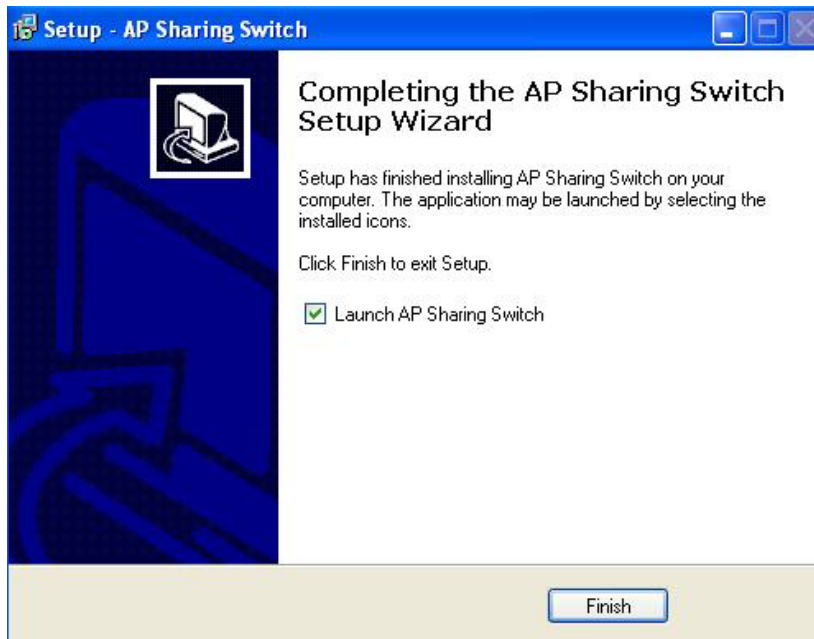 Setup - AP Sharing Switch
Completing the AP Sharing Switch
Setup Wizard
Setup has finished installing AP Sharing Switch on your
computer. The application may be launched by selecting the
installed icons.
Click Finish to exit Setup.
Launch AP Sharing Switch
Finish